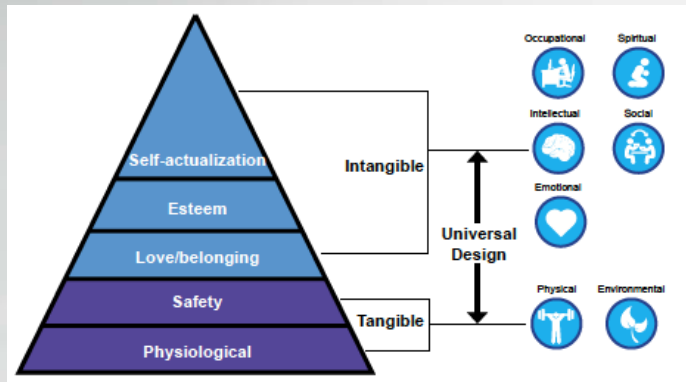 Occupational
Spiritual
Intellectual
Social
Self-actualization
Intangible
Emotional
Esteem
Universal
Design
Love/belonging
Physical
Environmental
Safety
Tangible
Physiological